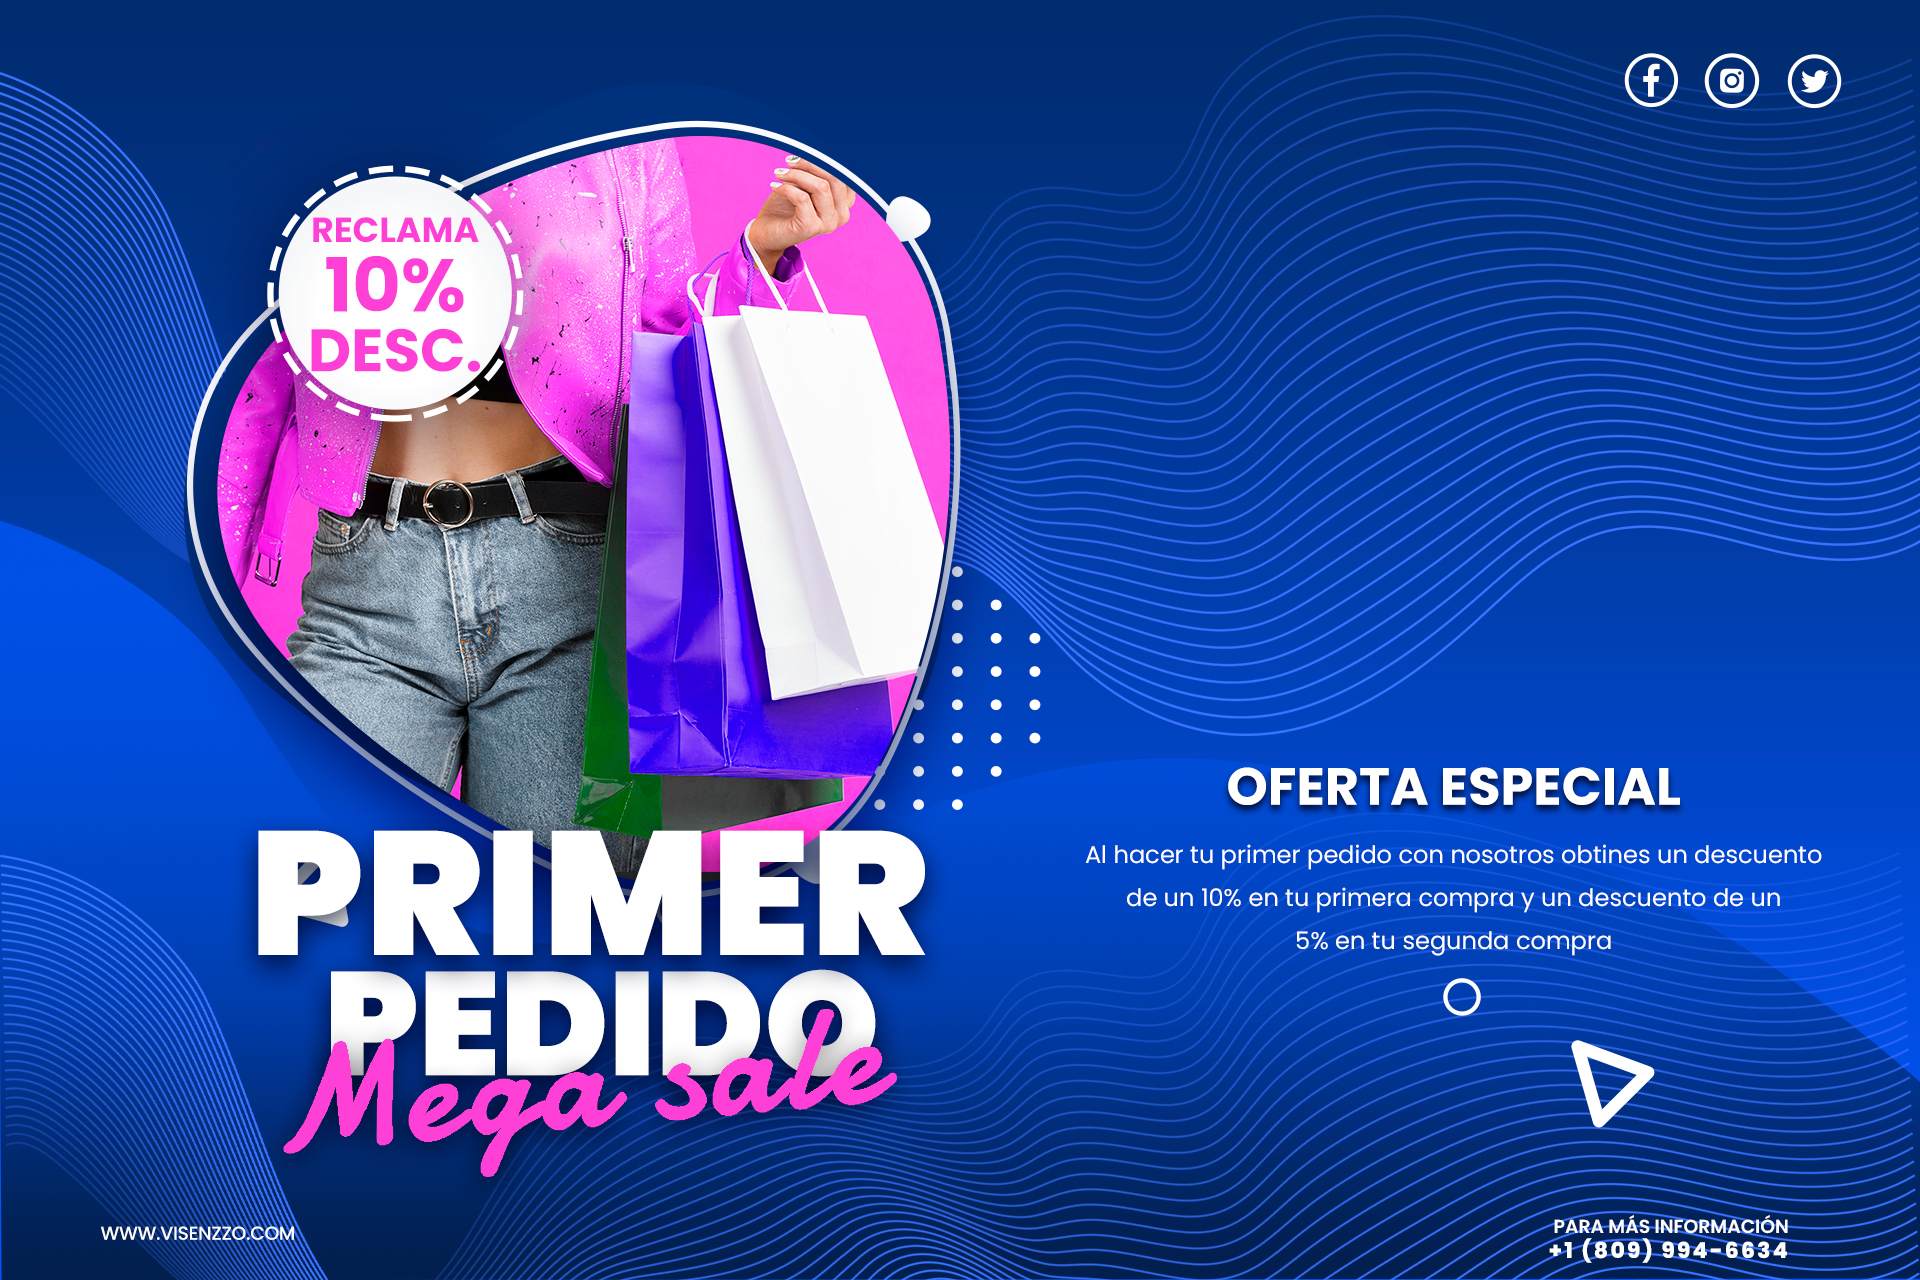 RECLAMA
10%
DESC.
PRIMER
PEDIDO
Mega sale
OFERTA ESPECIAL
Al hacer tu primer pedido con nosotros obtines un descuento
de un 10% en tu primera compra y un descuento de un
5% en tu segunda compra
WWW.VISENZZO.COM
PARA MÁS INFORMACIÓN
+1 (809) 994-6634